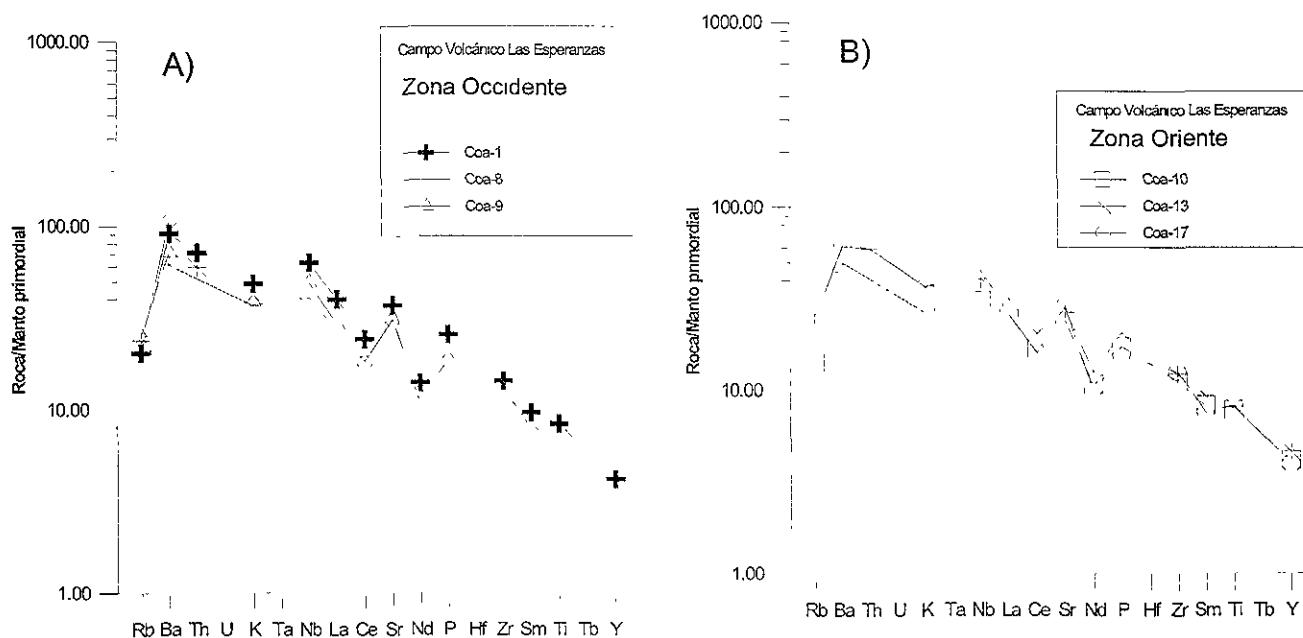 A)
1000.00
100.00
10.00
1.00
Roca/Manto primordial
Campo Volcánico Las Esperanzas
Zona Occidente
Coa-1
Coa-8
Coa-9
Rb Ba Th U K Ta Nb La Ce Sr Nd P Hf Zr Sm Ti Tb Y
B)
1000.00
100.00
10.00
1.00
Roca/Manto primordial
Campo Volcánico Las Esperanzas
Zona Oriente
Coa-10
Coa-13
Coa-17
Rb Ba Th U K Ta Nb La Ce Sr Nd P Hf Zr Sm Ti Tb Y